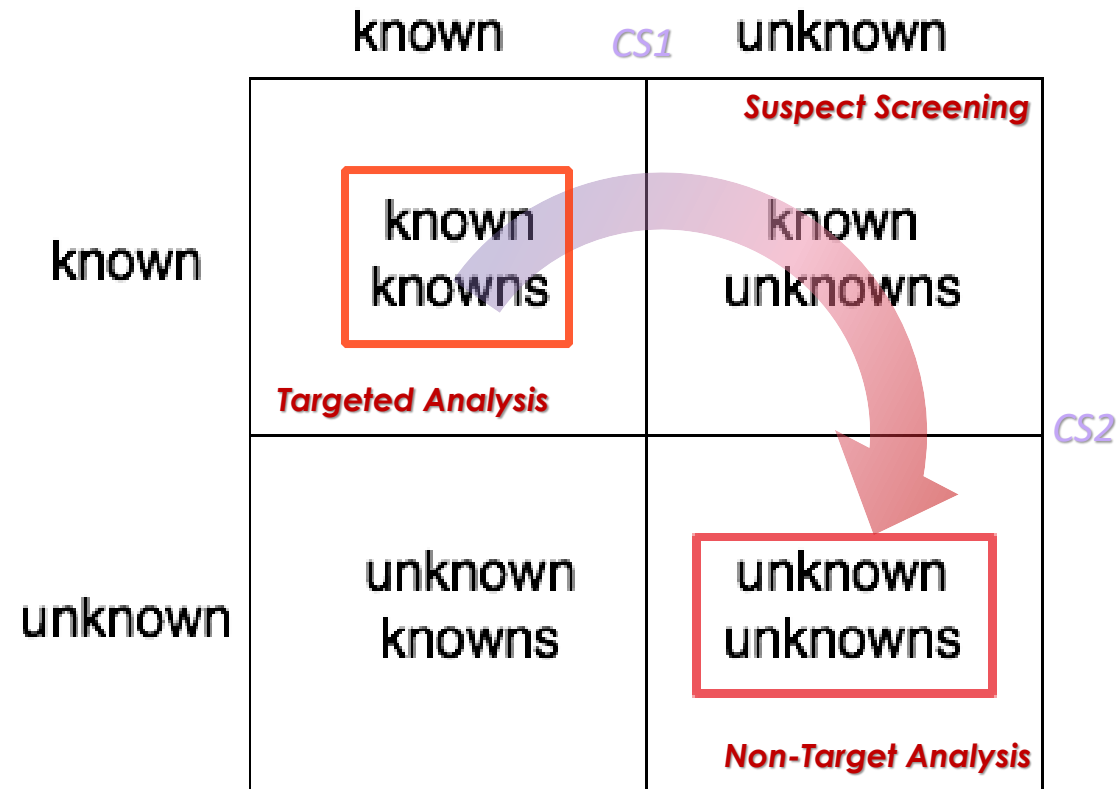 known
CS1
unknown
Suspect Screening
known
known
knowns
known
unknowns
Targeted Analysis
CS2
unknown
unknown
knowns
unknown
unknowns
Non-Target Analysis